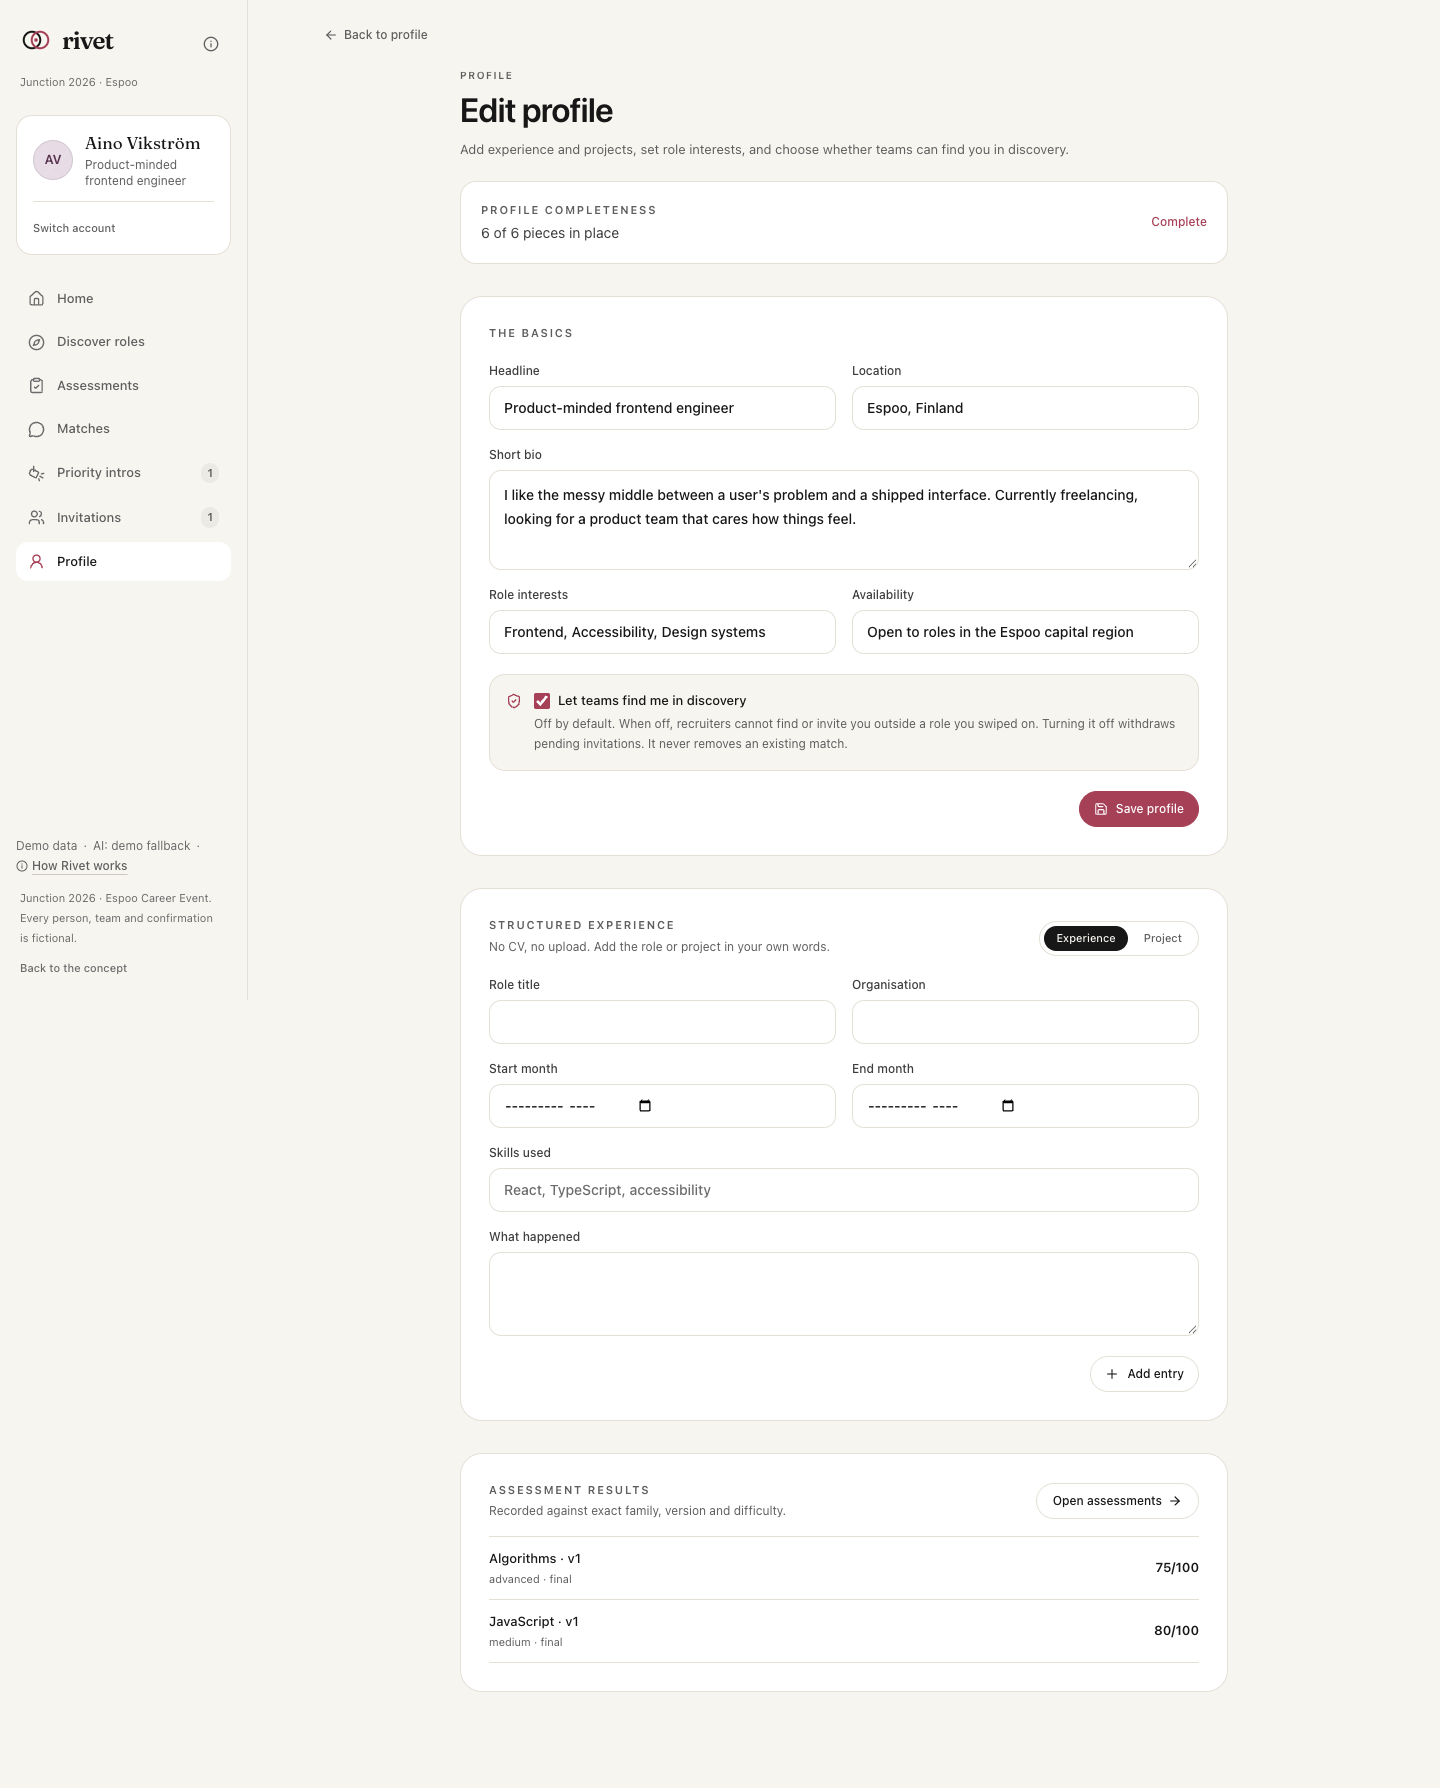 rivet
Junction 2026 · Espoo
AV
Aino Vikström
Product-minded
frontend engineer
Switch account
Home
Discover roles
Assessments
Matches
Priority intros 1
Invitations 1
Profile
Demo data · AI: demo fallback ·
How Rivet works
Junction 2026 · Espoo Career Event.
Every person, team and confirmation
is fictional.
Back to the concept
Back to profile
PROFILE
Edit profile
Add experience and projects, set role interests, and choose whether teams can find you in discovery.
PROFILE COMPLETENESS
6 of 6 pieces in place
Complete
THE BASICS
Headline Location
Product-minded frontend engineer Espoo, Finland
Short bio
I like the messy middle between a user's problem and a shipped interface. Currently freelancing,
looking for a product team that cares how things feel.
Role interests Availability
Frontend, Accessibility, Design systems Open to roles in the Espoo capital region
Let teams find me in discovery
Off by default. When off, recruiters cannot find or invite you outside a role you swiped on. Turning it off withdraws
pending invitations. It never removes an existing match.
Save profile
STRUCTURED EXPERIENCE
No CV, no upload. Add the role or project in your own words.
Experience Project
Role title Organisation
Start month End month
--------- ---- --------- ----
Skills used
React, TypeScript, accessibility
What happened
Add entry
ASSESSMENT RESULTS
Recorded against exact family, version and difficulty.
Open assessments
Algorithms · v1
advanced · final
75/100
JavaScript · v1
medium · final
80/100